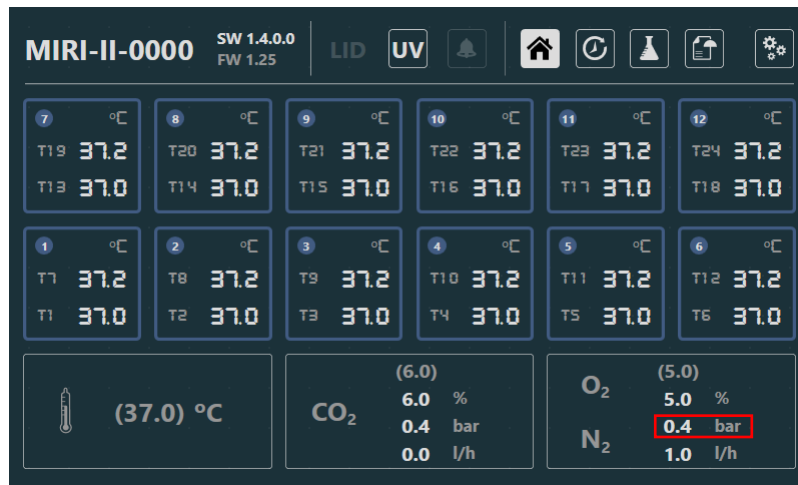 MIRI-II-0000 SW 1.4.0.0 LID UV
FW 1.25
7 °C 8 °C 9 °C 10 °C 11 °C 12 °C
T19 37.2 T20 37.2 T21 37.2 T22 37.2 T23 37.2 T24 37.2
T13 37.0 T14 37.0 T15 37.0 T16 37.0 T17 37.0 T18 37.0
1 °C 2 °C 3 °C 4 °C 5 °C 6 °C
T7 37.2 T8 37.2 T9 37.2 T10 37.2 T11 37.2 T12 37.2
T1 37.0 T2 37.0 T3 37.0 T4 37.0 T5 37.0 T6 37.0
(37.0) °C
CO₂
(6.0)
6.0 %
0.4 bar
0.0 l/h
O₂
N₂
(5.0)
5.0 %
0.4 bar
1.0 l/h